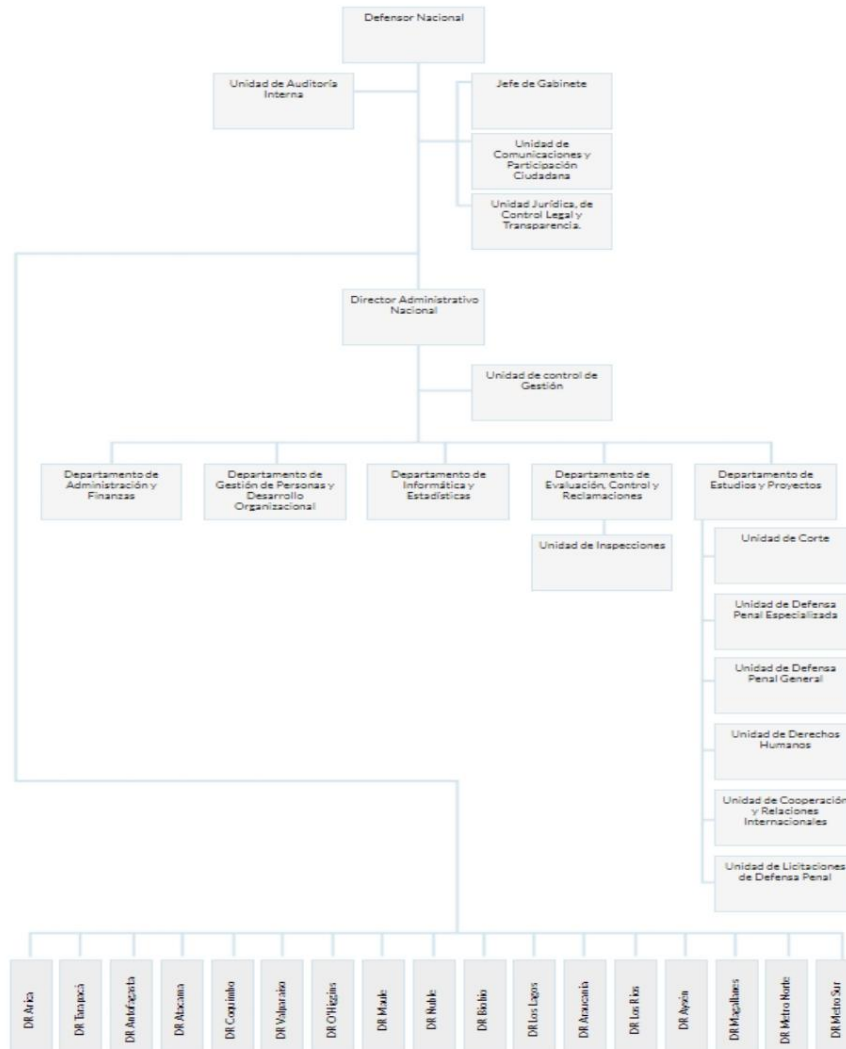 Defensor Nacional
Unidad de Auditoría
Interna
Jefe de Gabinete
Unidad de
Comunicaciones y
Participación
Ciudadana
Unidad Jurídica, de
Control Legal y
Transparencia.
Director Administrativo
Nacional
Unidad de control de
Gestión
Departamento de
Administración y
Finanzas
Departamento de
Gestión de Personas y
Desarrollo
Organizacional
Departamento de
Informática y
Estadísticas
Departamento de
Evaluación, Control y
Reclamaciones
Departamento de
Estudios y Proyectos
Unidad de Inspecciones
Unidad de Corte
Unidad de Defensa
Penal Especializada
Unidad de Defensa
Penal General
Unidad de Derechos
Humanos
Unidad de Cooperación
y Relaciones
Internacionales
Unidad de Licitaciones
de Defensa Penal
DR Arica
DR Tarapacá
DR Antofagasta
DR Atacama
DR Coquimbo
DR Valparaíso
DR O'Higgins
DR Maule
DR Ñuble
DR Biobío
DR Los Lagos
DR Araucanía
DR Los Ríos
DR Aysén
DR Magallanes
DR Metro Norte
DR Metro Sur